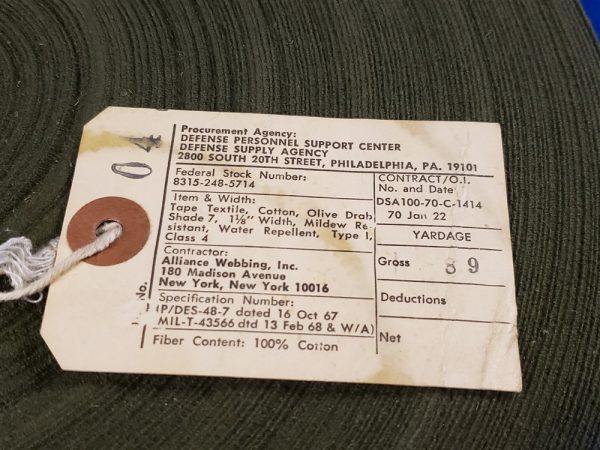 Procurement Agency:
DEFENSE PERSONNEL SUPPORT CENTER
DEFENSE SUPPLY AGENCY
2800 SOUTH 20TH STREET, PHILADELPHIA, PA. 19101
Federal Stock Number:
8315-248-5714
CONTRACT/O.I.
No. and Date
DSA100-70-C-1414
70 Jan 22
Item & Width:
Tape Textile, Cotton, Olive Drab
Shade 7, 1⅛" Width, Mildew Re-
sistant, Water Repellent, Type I,
Class 4
YARDAGE
Contractor:
Alliance Webbing, Inc.
180 Madison Avenue
New York, New York 10016
Gross 89
Deductions
Specification Number:
(P/DES-48-7 dated 16 Oct 67
MIL-T-43566 dtd 13 Feb 68 & W/A)
Net
Fiber Content: 100% Cotton
No.
04